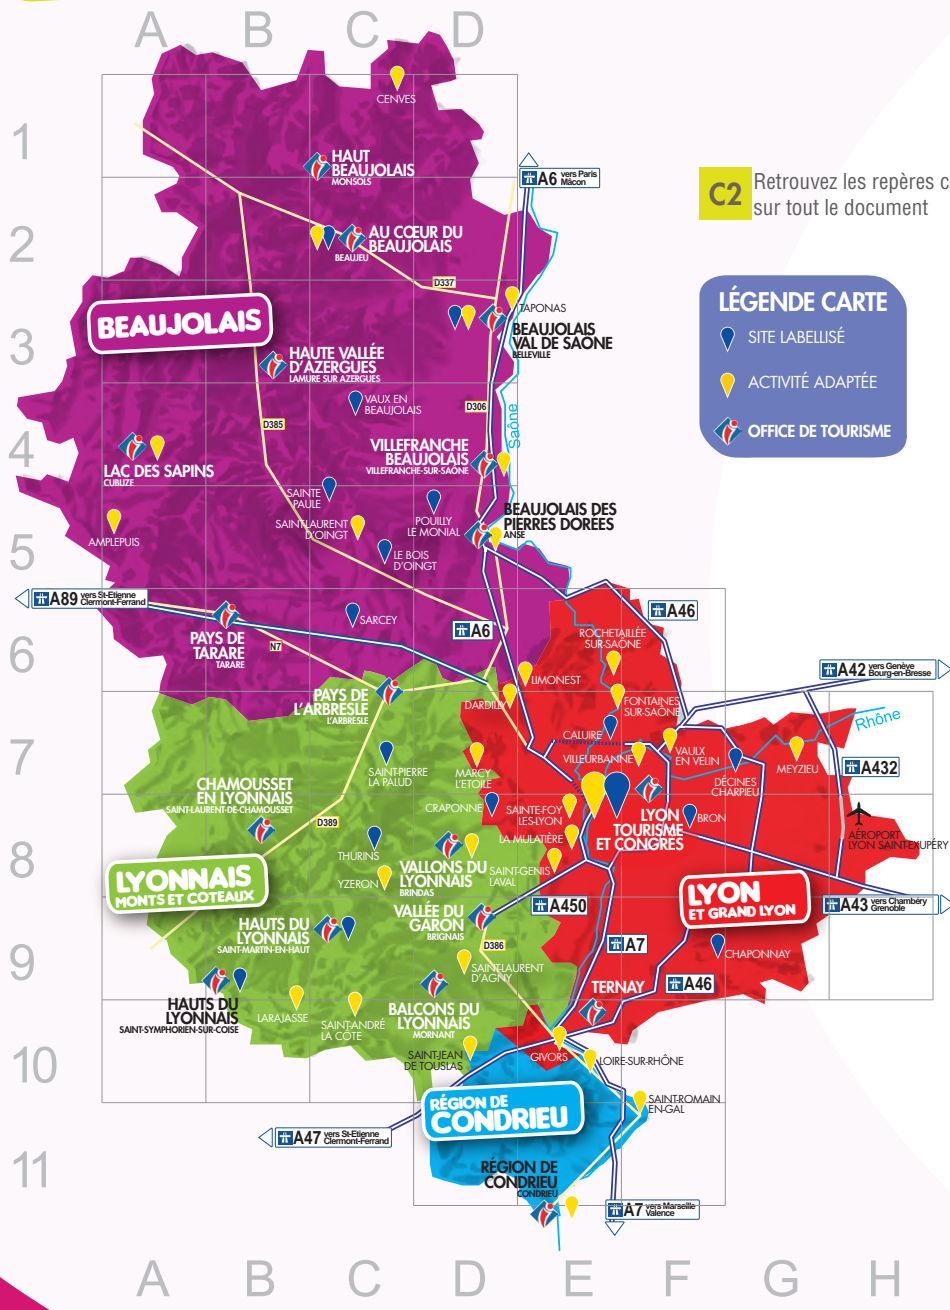 A B C D
1
2
3
4
5
6
7
8
9
10
11
CENVES
HAUT
BEAUJOLAIS
MONSOLS
A6 vers Paris
Mâcon
C2 Retrouvez les repères c
sur tout le document
AU CŒUR DU
BEAUJOLAIS
BEAUJEU
D337
LÉGENDE CARTE
SITE LABELLISÉ
ACTIVITÉ ADAPTÉE
OFFICE DE TOURISME
BEAUJOLAIS
TAPONAS
BEAUJOLAIS
VAL DE SAÔNE
BELLEVILLE
HAUTE VALLÉE
D'AZERGUES
LAMURE SUR AZERGUES
VAUX EN
BEAUJOLAIS
D306
Saône
D385
VILLEFRANCHE
BEAUJOLAIS
VILLEFRANCHE-SUR-SAÔNE
LAC DES SAPINS
CUBLIZE
SAINTE
PAULE
POUILLY
LE MONIAL
BEAUJOLAIS DES
PIERRES DORÉES
ANSE
SAINT-LAURENT
D'OINGT
AMPLEPUIS
LE BOIS
D'OINGT
A89 vers St-Etienne
Clermont-Ferrand
SARCEY
A6
A46
PAYS DE
TARARE
TARARE
N7
ROCHETAILLÉE
SUR-SAÔNE
A42 vers Genève
Bourg-en-Bresse
LIMONEST
PAYS DE
L'ARBRESLE
L'ARBRESLE
DARDILLY
FONTAINES
SUR-SAÔNE
Rhône
CALUIRE
VILLEURBANNE
VAULX
EN VELIN
MEYZIEU
A432
SAINT-PIERRE
LA PALUD
MARCY
L'ETOILE
DÉCINES
CHARPIEU
CHAMOUSSET
EN LYONNAIS
SAINT-LAURENT-DE-CHAMOUSSET
CRAPONNE
SAINTE-FOY
LES-LYON
LYON
TOURISME
ET CONGRÈS
BRON
D389
LA MULATIÈRE
AÉROPORT
LYON SAINT-EXUPÉRY
THURINS
VALLONS DU
LYONNAIS
BRINDAS
SAINT-GENIS
LAVAL
YZERON
LYONNAIS
MONTS ET COTEAUX
LYON
ET GRAND LYON
A450
A43 vers Chambéry
Grenoble
HAUTS DU
LYONNAIS
SAINT-MARTIN-EN-HAUT
VALLÉE DU
GARON
BRIGNAIS
D386
A7
CHAPONNAY
SAINT-LAURENT
D'AGNY
A46
TERNAY
HAUTS DU
LYONNAIS
SAINT-SYMPHORIEN-SUR-COISE
LARAJASSE
SAINT-ANDRÉ
LA CÔTE
BALCONS DU
LYONNAIS
MORNANT
SAINT-JEAN
DE TOUSLAS
GIVORS
LOIRE-SUR-RHÔNE
RÉGION DE
CONDRIEU
SAINT-ROMAIN
EN-GAL
A47 vers St-Etienne
Clermont-Ferrand
RÉGION DE
CONDRIEU
CONDRIEU
A7 vers Marseille
Valence
A B C D E F G H